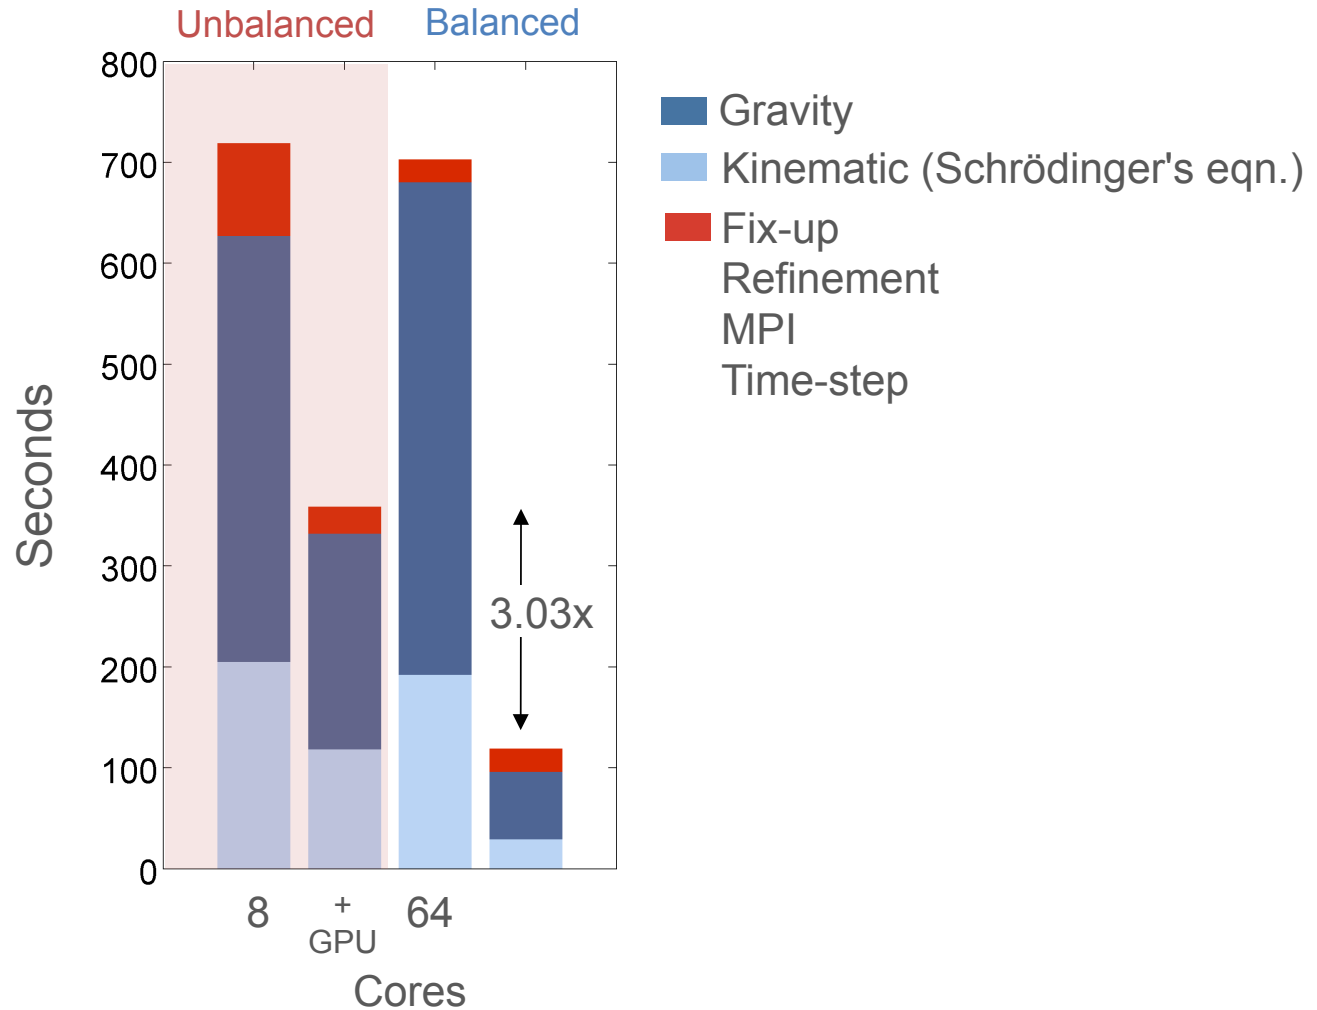 Unbalanced
Balanced
800
700
600
500
400
300
200
100
0
Seconds
3.03x
8
+
GPU
64
Cores
Gravity
Kinematic (Schrödinger's eqn.)
Fix-up
Refinement
MPI
Time-step